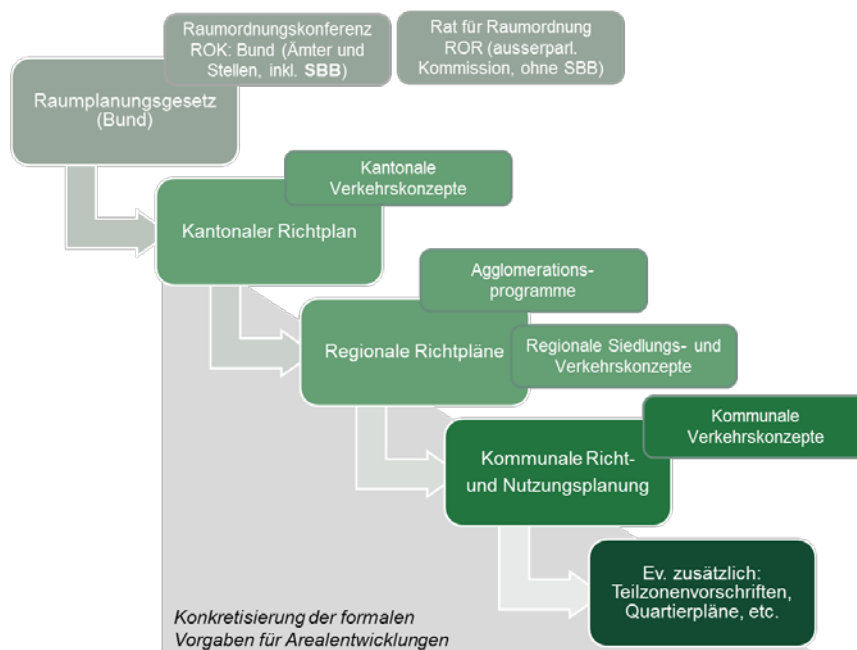 Raumordnungskonferenz
ROK: Bund (Ämter und
Stellen, inkl. SBB)
Rat für Raumordnung
ROR (ausserparl.
Kommission, ohne SBB)
Raumplanungsgesetz
(Bund)
Kantonale
Verkehrskonzepte
Kantonaler Richtplan
Agglomerations-
programme
Regionale Richtpläne
Regionale Siedlungs- und
Verkehrskonzepte
Kommunale
Verkehrskonzepte
Kommunale Richt-
und Nutzungsplanung
Ev. zusätzlich:
Teilzonenvorschriften,
Quartierpläne, etc.
Konkretisierung der formalen
Vorgaben für Arealentwicklungen